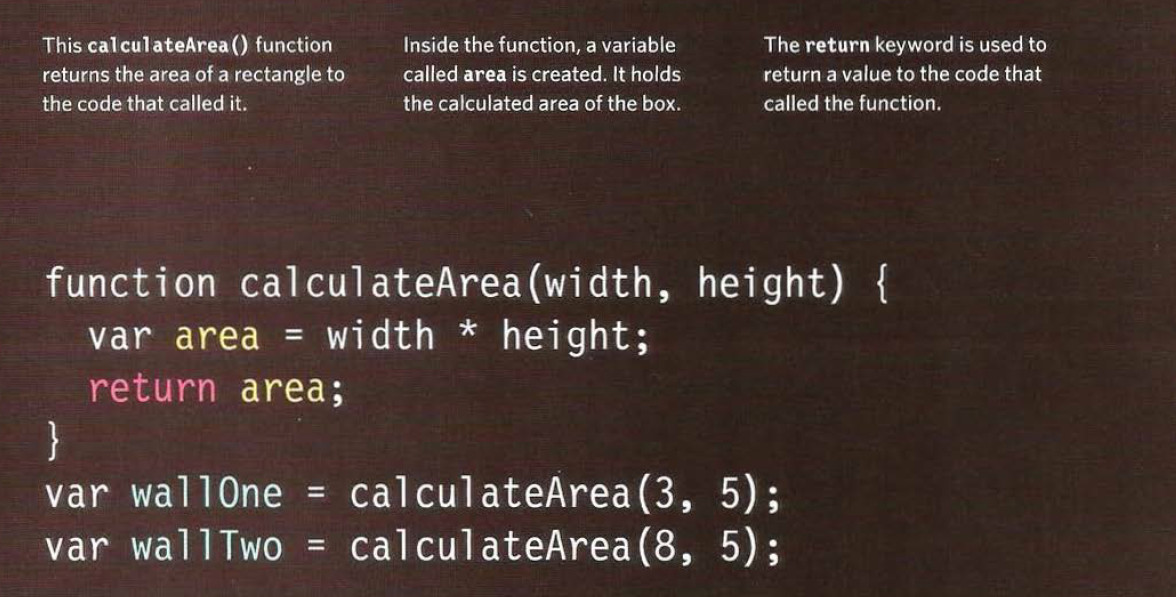 This calculateArea() function
returns the area of a rectangle to
the code that called it.
Inside the function, a variable
called area is created. It holds
the calculated area of the box.
The return keyword is used to
return a value to the code that
called the function.
function calculateArea(width, height) {
  var area = width * height;
  return area;
}
var wallOne = calculateArea(3, 5);
var wallTwo = calculateArea(8, 5);